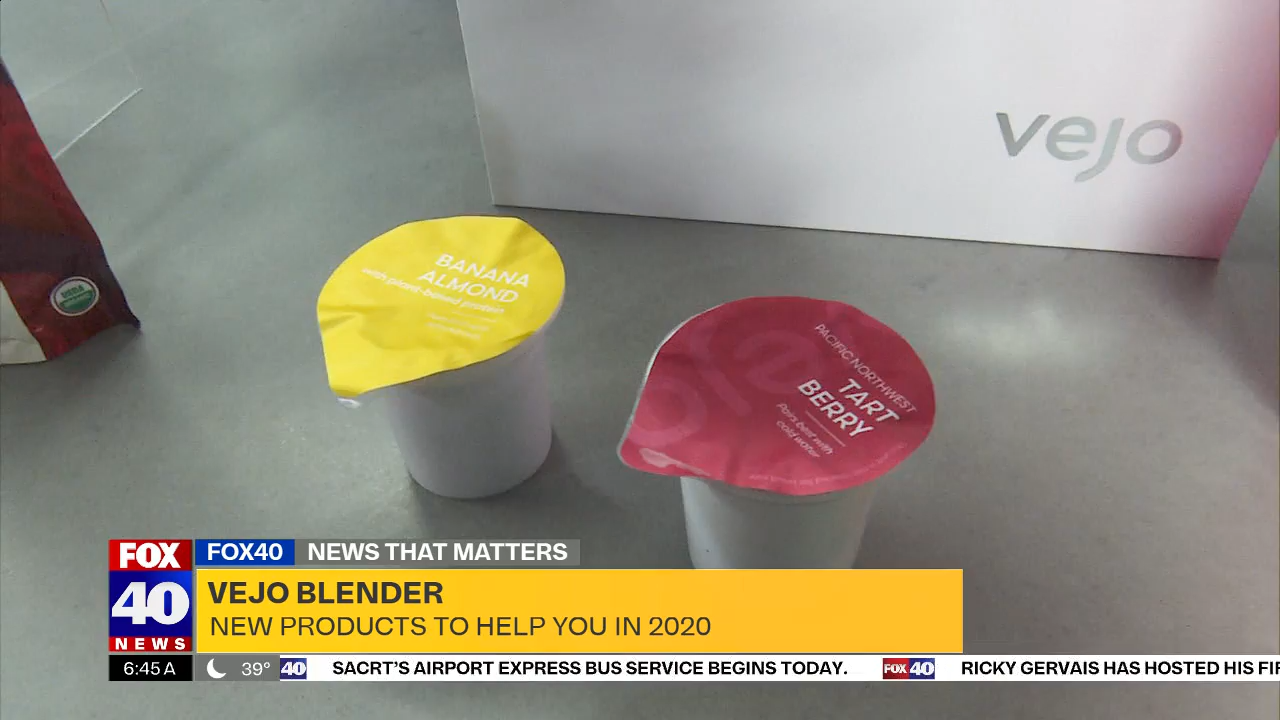 vejo
BANANA
ALMOND
with plant-based protein
PACIFIC NORTHWEST
TART
BERRY
Pairs best with
cold water
USDA
FOX
40
NEWS
FOX40
NEWS THAT MATTERS
VEJO BLENDER
NEW PRODUCTS TO HELP YOU IN 2020
6:45 A
39°
40
SACRT'S AIRPORT EXPRESS BUS SERVICE BEGINS TODAY.
FOX 40
RICKY GERVAIS HAS HOSTED HIS